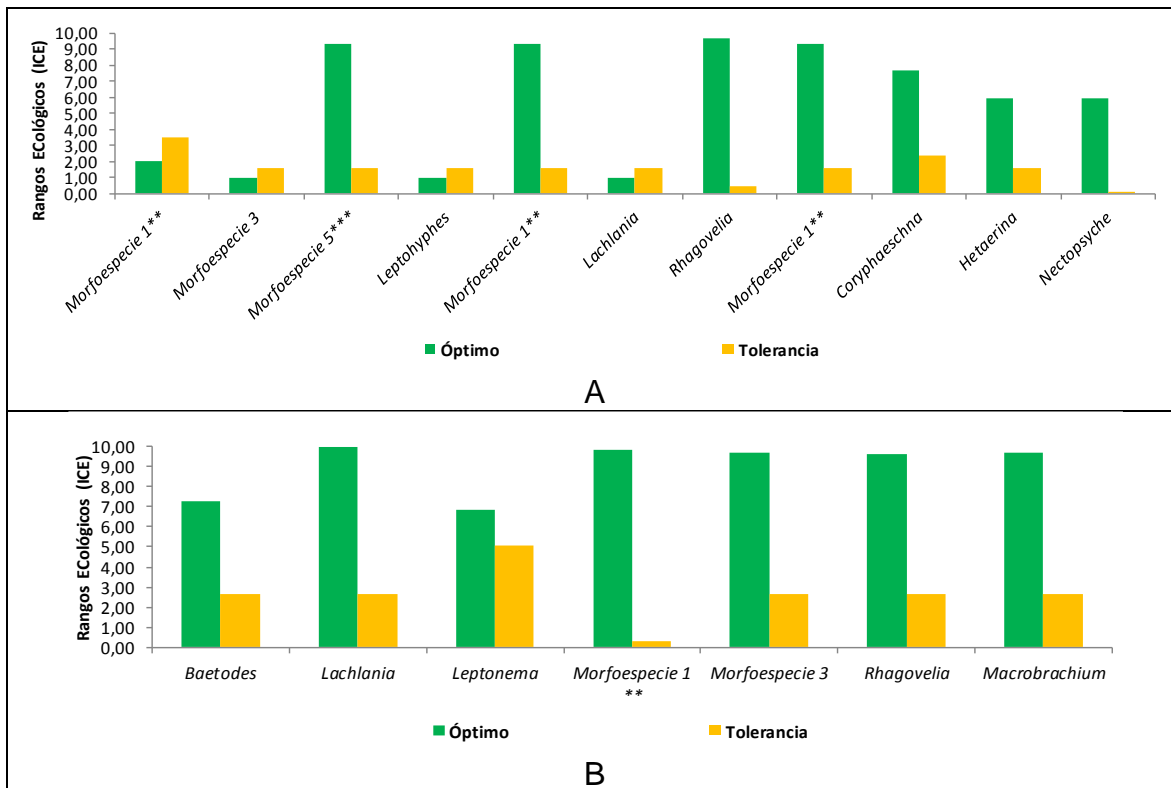 Rangos ECológicos (ICE)
10,00
9,00
8,00
7,00
6,00
5,00
4,00
3,00
2,00
1,00
0,00
Morfoespecie 1**
Morfoespecie 3
Morfoespecie 5***
Leptohyphes
Morfoespecie 1**
Lachlania
Rhagovelia
Morfoespecie 1**
Coryphaeschna
Hetaerina
Nectopsyche
Óptimo
Tolerancia
A
Rangos ECológicos (ICE)
10,00
9,00
8,00
7,00
6,00
5,00
4,00
3,00
2,00
1,00
0,00
Baetodes
Lachlania
Leptonema
Morfoespecie 1
**
Morfoespecie 3
Rhagovelia
Macrobrachium
Óptimo
Tolerancia
B